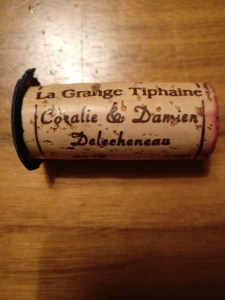 La Grange Tiphaine
Coralie & Damien
Delecheneau